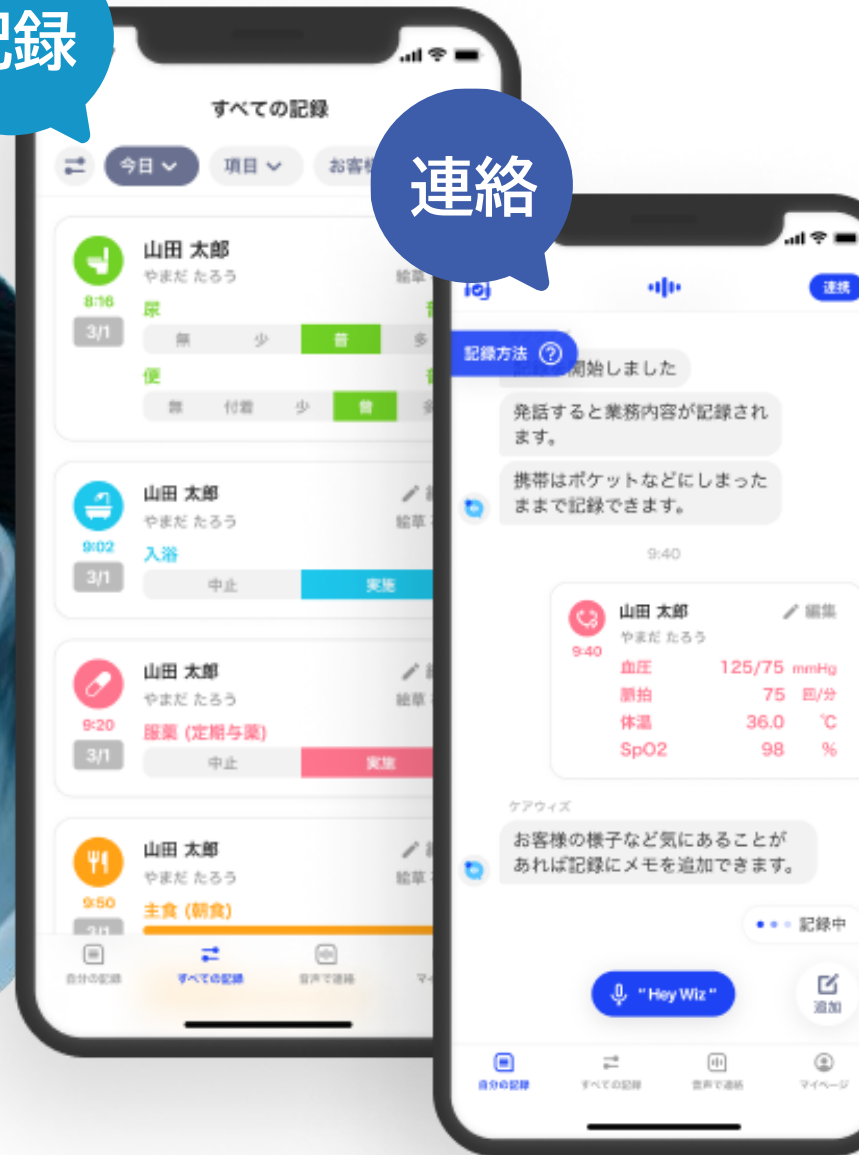 記録
すべての記録
今日
項目
お客様
山田 太郎
やまだ たろう
8:16
3/1
尿
無
少
普
多
便
無
付着
少
普
山田 太郎
やまだ たろう
9:02
3/1
入浴
中止
実施
山田 太郎
やまだ たろう
9:20
3/1
服薬 (定期与薬)
中止
実施
山田 太郎
やまだ たろう
9:50
主食 (朝食)
3/1
自分の記録
すべての記録
音声で連絡
連絡
連携
記録方法 ?
開始しました
発話すると業務内容が記録され
ます。
携帯はポケットなどにしまった
ままで記録できます。
9:40
山田 太郎
編集
やまだ たろう
9:40
血圧 125/75 mmHg
脈拍 75 回/分
体温 36.0 ℃
SpO2 98 %
ケアウィズ
お客様の様子など気にあることが
あれば記録にメモを追加できます。
記録中
"Hey Wiz"
追加
自分の記録
すべての記録
音声で連絡
マイページ